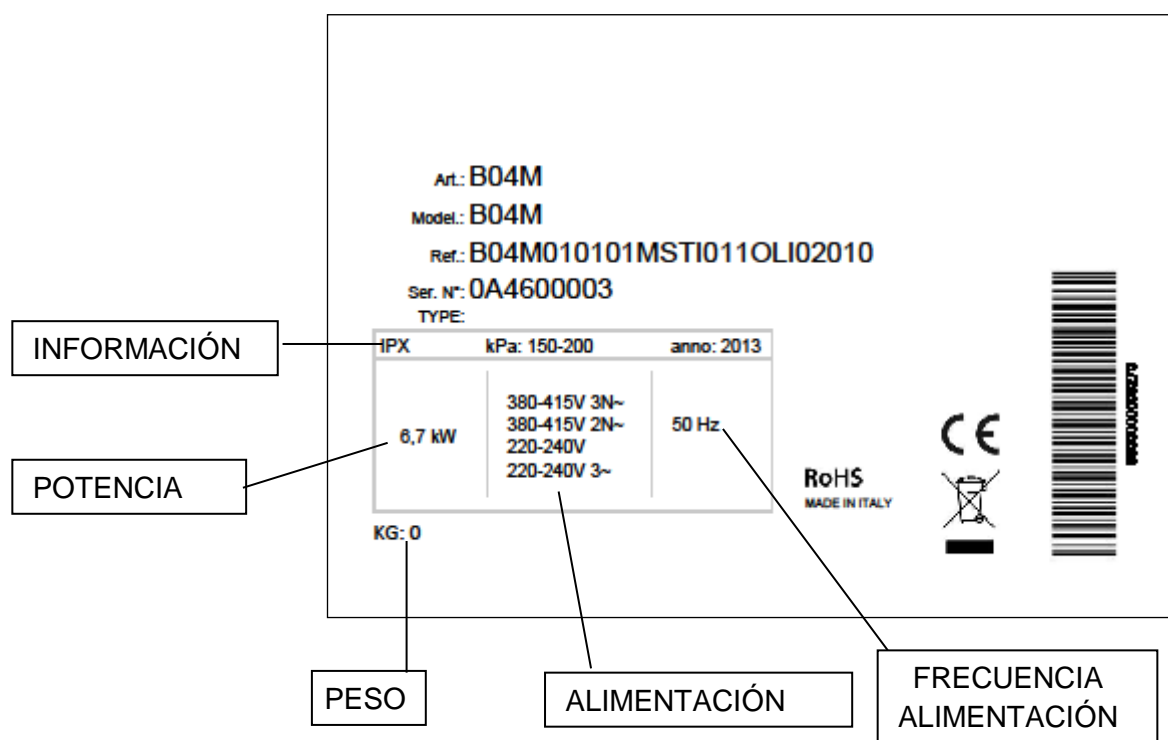 Art.: B04M
Model.: B04M
Ref.: B04M010101MSTI011OLI02010
Ser. N°: 0A4600003
TYPE:
INFORMACIÓN
IPX kPa: 150-200 anno: 2013
POTENCIA
6,7 kW
380-415V 3N~
380-415V 2N~
220-240V
220-240V 3~
50 Hz
CE
RoHS
MADE IN ITALY
KG: 0
PESO
ALIMENTACIÓN
FRECUENCIA
ALIMENTACIÓN